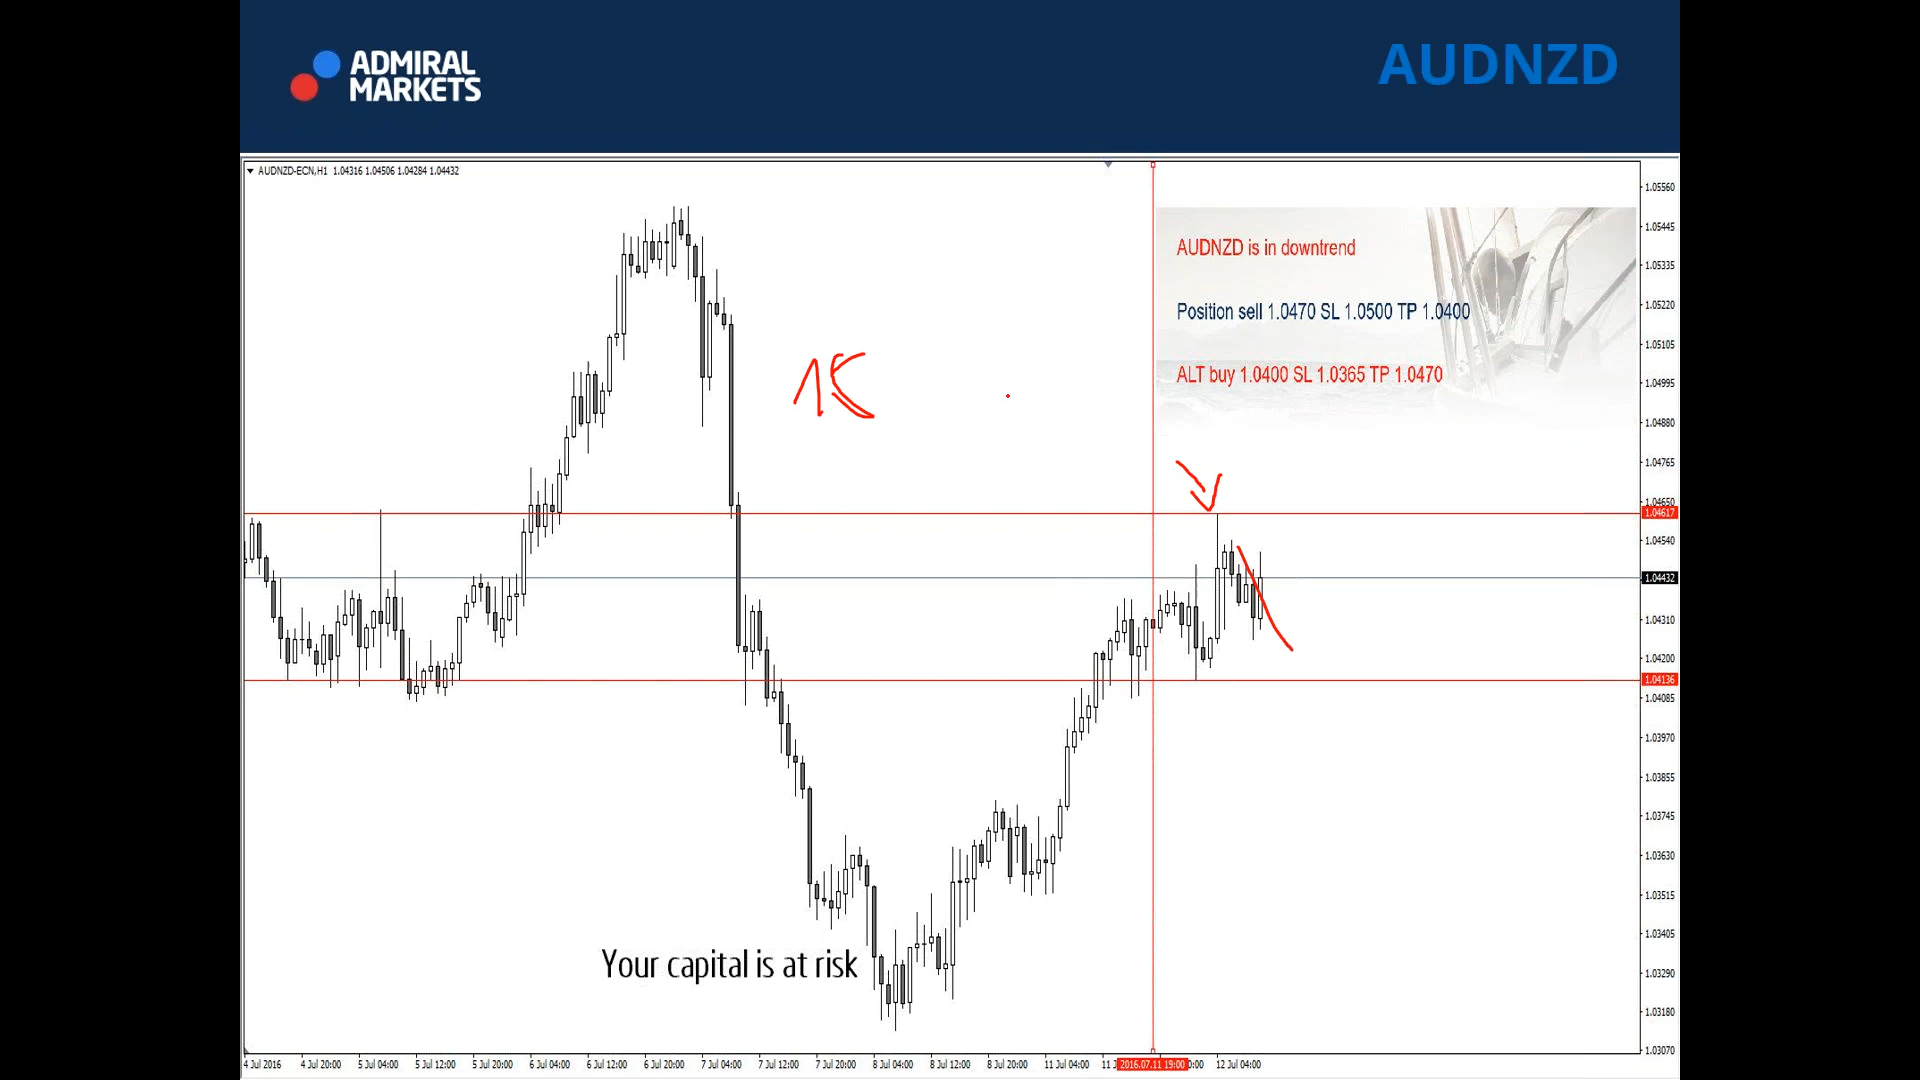 ADMIRAL
MARKETS
AUDNZD
AUDNZD-ECN,H1 1.04316 1.04506 1.04284 1.04432
AUDNZD is in downtrend
Position sell 1.0470 SL 1.0500 TP 1.0400
ALT buy 1.0400 SL 1.0365 TP 1.0470
1.05560
1.05445
1.05335
1.05220
1.05105
1.04995
1.04880
1.04765
1.04650
1.04617
1.04540
1.04432
1.04310
1.04200
1.04136
1.04085
1.03970
1.03855
1.03745
1.03630
1.03515
1.03405
1.03290
1.03180
1.03070
Your capital is at risk
4 Jul 2016 4 Jul 20:00 5 Jul 04:00 5 Jul 12:00 5 Jul 20:00 6 Jul 04:00 6 Jul 12:00 6 Jul 20:00 7 Jul 04:00 7 Jul 12:00 7 Jul 20:00 8 Jul 04:00 8 Jul 12:00 8 Jul 20:00 11 Jul 04:00 11 2016.07.11 19:00 12 Jul 04:00